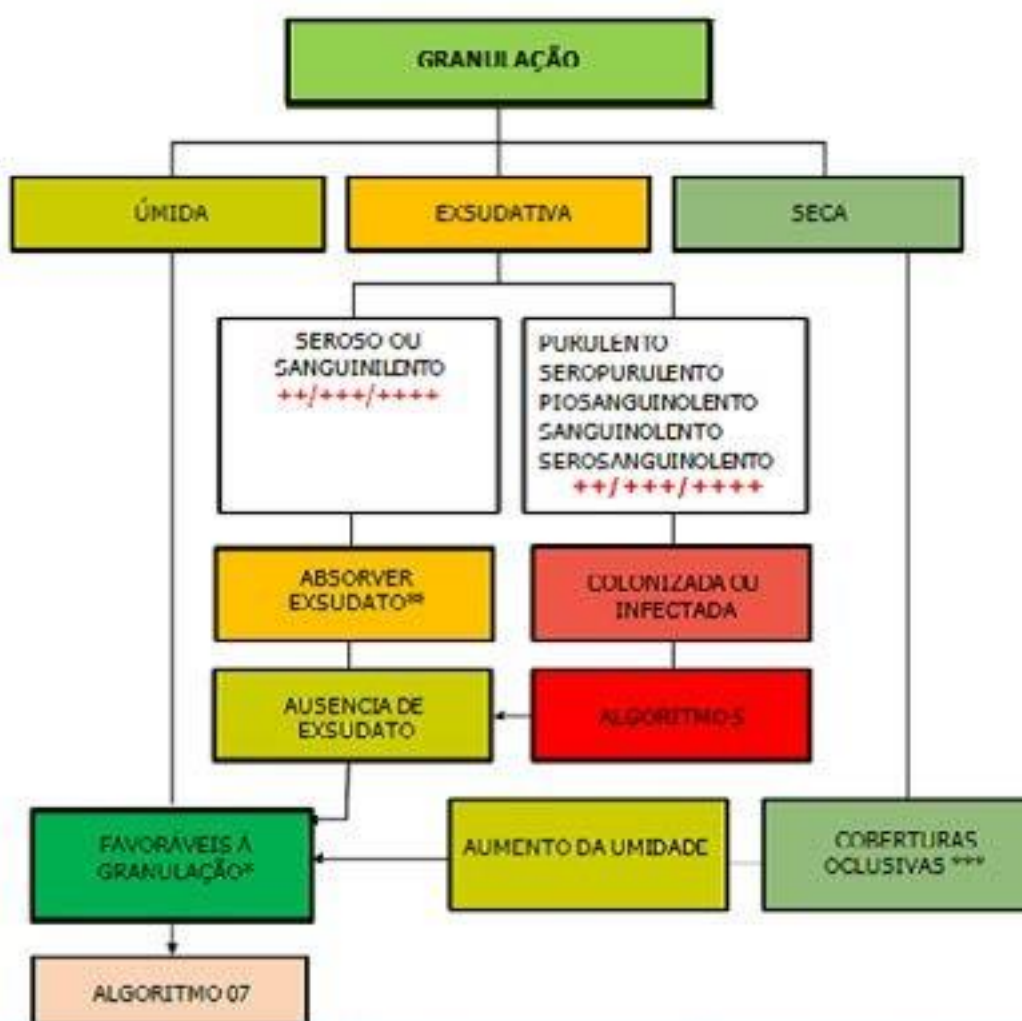 GRANULAÇÃO
ÚMIDA
EXSUDATIVA
SECA
SEROSO OU
SANGUINILENTO
++/+++/++++
PURULENTO
SEROPURULENTO
PIOSANGUINOLENTO
SANGUINOLENTO
SEROSANGUINOLENTO
++/+++/++++
ABSORVER
EXSUDATO**
COLONIZADA OU
INFECTADA
AUSENCIA DE
EXSUDATO
ALGORITMO 5
FAVORÁVEIS À
GRANULAÇÃO*
AUMENTO DA UMIDADE
COBERTURAS
OCLUSIVAS ***
ALGORITMO 07